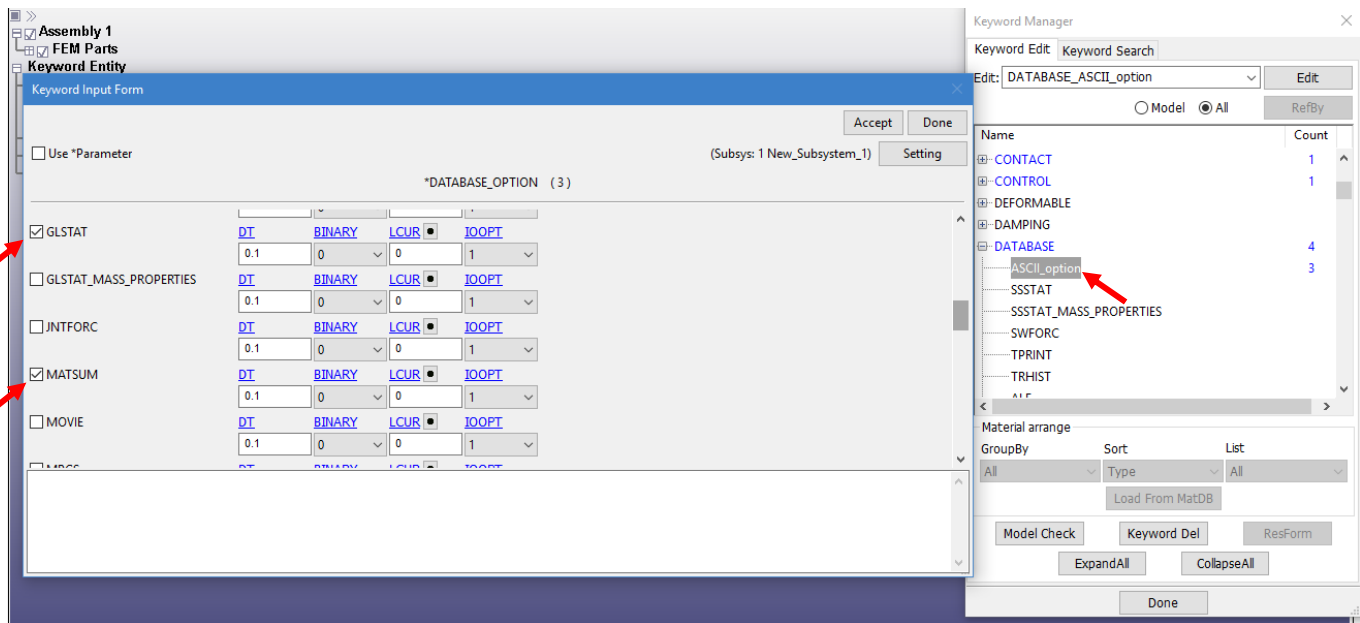 Assembly 1
FEM Parts
Keyword Entity
Keyword Input Form
Accept Done
Use *Parameter (Subsys: 1 New_Subsystem_1) Setting
*DATABASE_OPTION (3)
GLSTAT DT BINARY LCUR IOOPT
0.1 0 0 1
GLSTAT_MASS_PROPERTIES DT BINARY LCUR IOOPT
0.1 0 0 1
JNTFORC DT BINARY LCUR IOOPT
0.1 0 0 1
MATSUM DT BINARY LCUR IOOPT
0.1 0 0 1
MOVIE DT BINARY LCUR IOOPT
0.1 0 0 1
DT BINARY LCUR IOOPT
Keyword Manager
Keyword Edit Keyword Search
Edit: DATABASE_ASCII_option Edit
Model All RefBy
Name Count
CONTACT 1
CONTROL 1
DEFORMABLE
DAMPING
DATABASE 4
ASCII_option 3
SSSTAT
SSSTAT_MASS_PROPERTIES
SWFORC
TPRINT
TRHIST
Material arrange
GroupBy Sort List
All Type All
Load From MatDB
Model Check Keyword Del ResForm
ExpandAll CollapseAll
Done